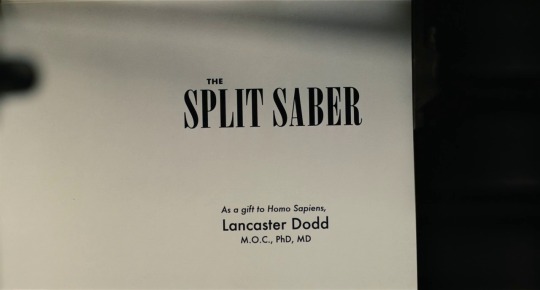 THE
SPLIT SABER
As a gift to Homo Sapiens,
Lancaster Dodd
M.O.C., PhD, MD